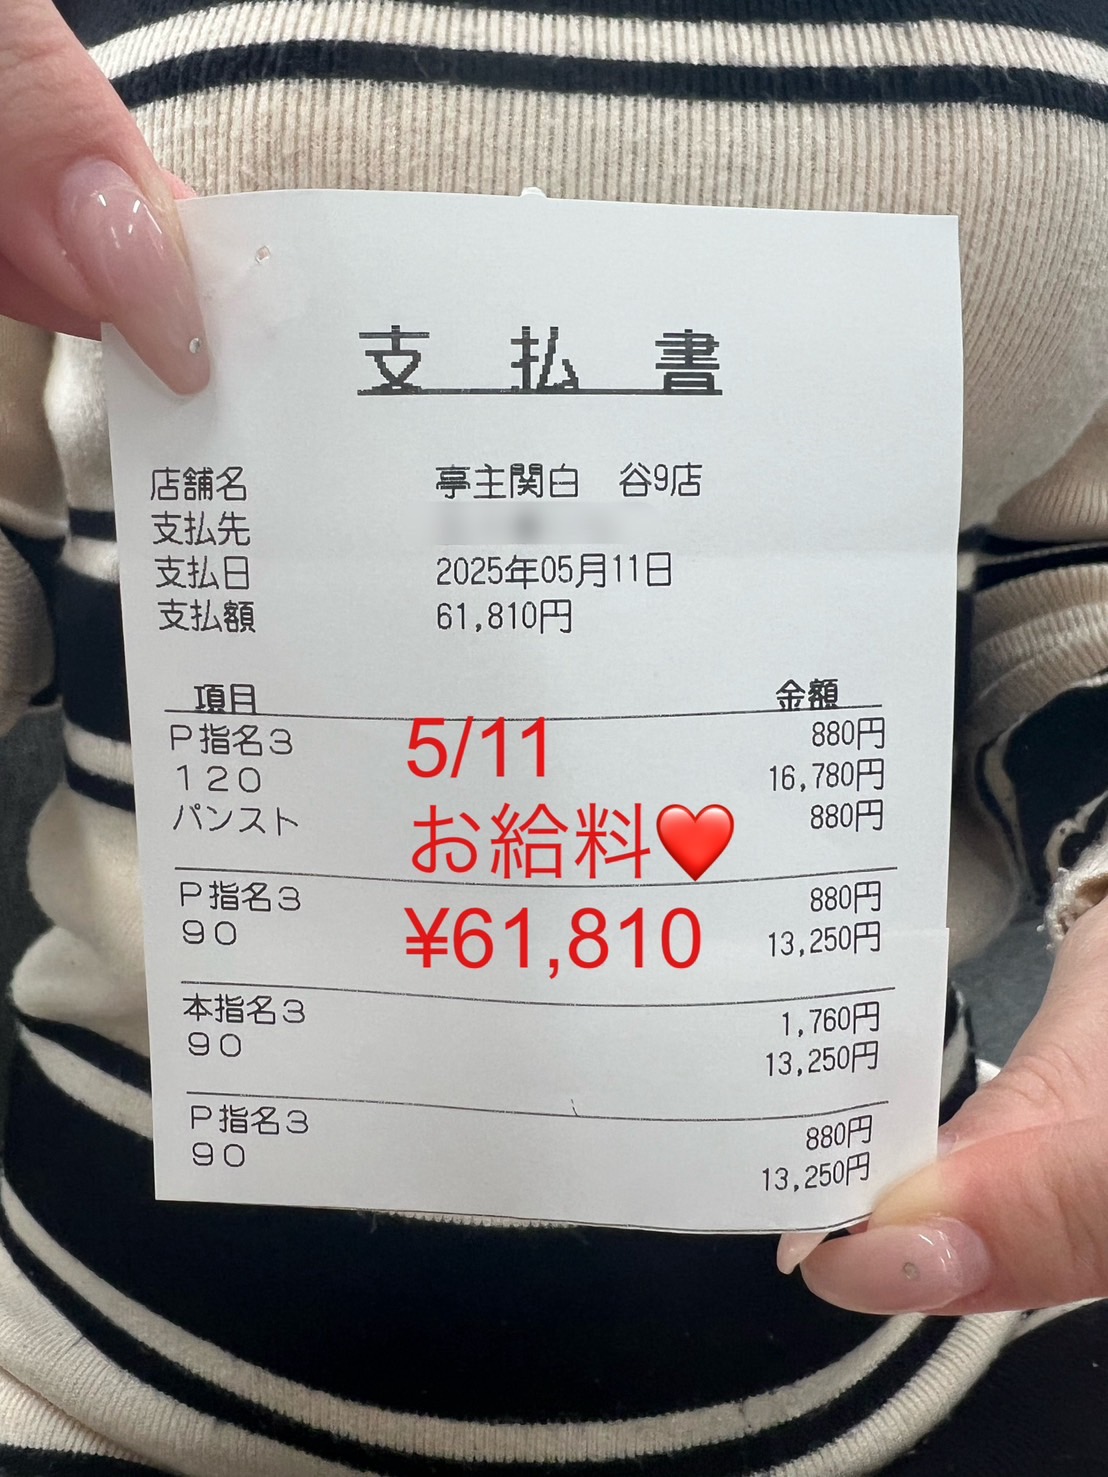 支払書
店舗名 亭主関白 谷9店
支払先
支払日 2025年05月11日
支払額 61,810円
項目 金額
P指名3 880円
120 16,780円
パンスト 880円
5/11
お給料❤️
¥61,810
P指名3 880円
90 13,250円
本指名3 1,760円
90 13,250円
P指名3 880円
90 13,250円